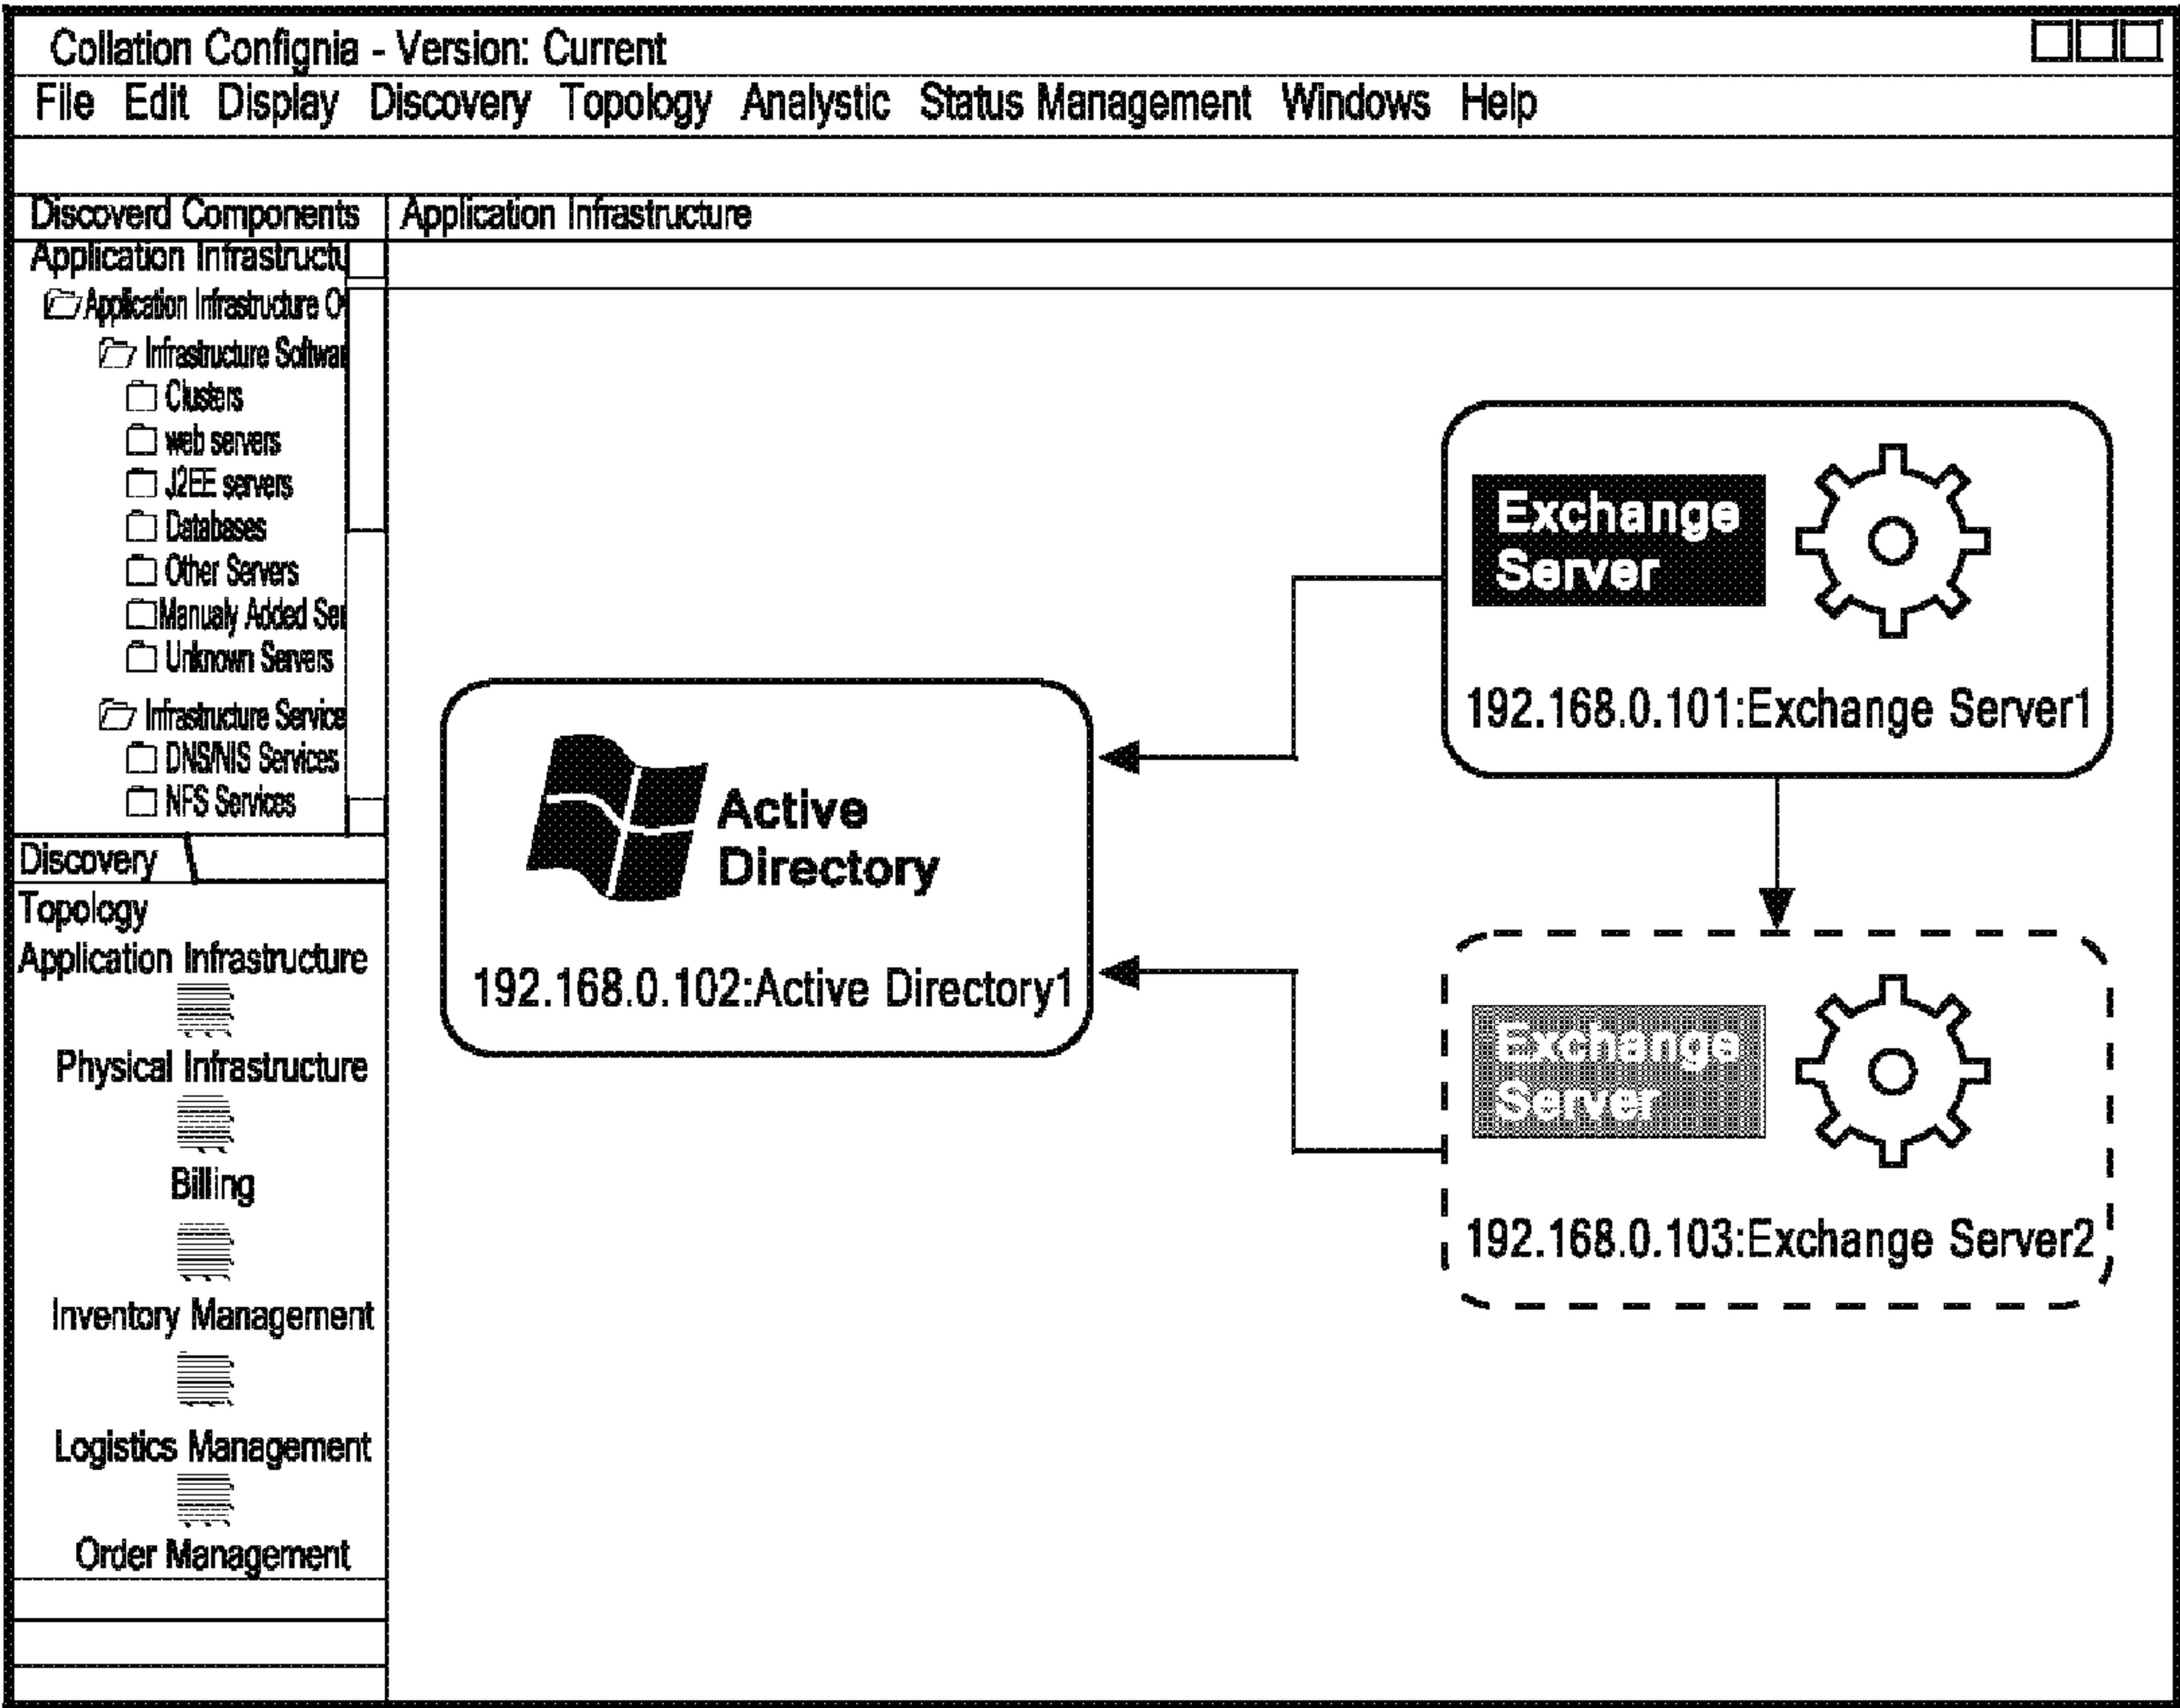 Collation Confignia - Version: Current
File Edit Display Discovery Topology Analystic Status Management Windows Help
Discoverd Components
Application Infrastructu
Application Infrastructure O
Infrastructure Softwar
Clusters
web servers
J2EE servers
Databases
Other Servers
Manualy Added Ser
Unknown Servers
Infrastructure Service
DNS/NIS Services
NFS Services
Discovery
Topology
Application Infrastructure
Physical Infrastructure
Billing
Inventory Management
Logistics Management
Order Management
Application Infrastructure
Exchange
Server
192.168.0.101:Exchange Server1
Active
Directory
192.168.0.102:Active Directory1
Exchange
Server
192.168.0.103:Exchange Server2